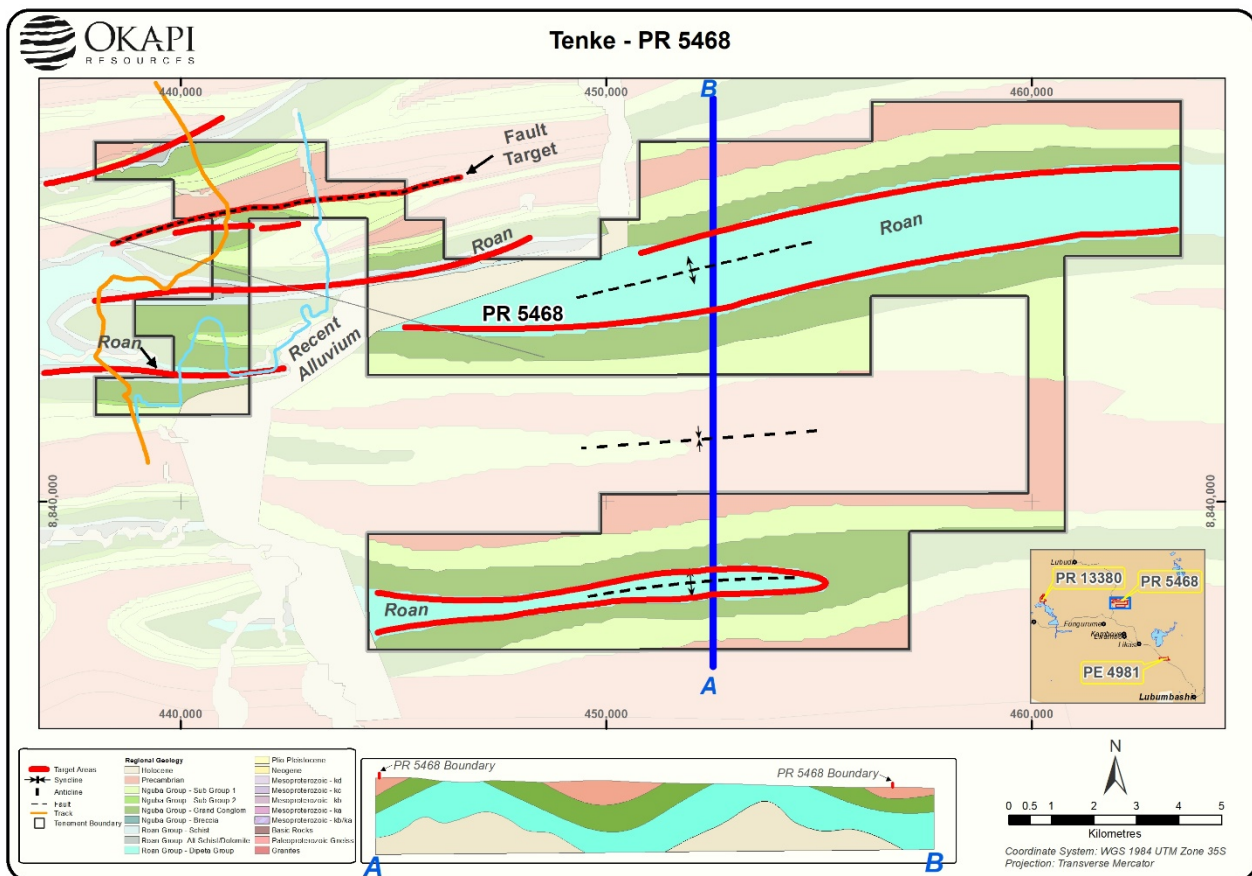 OKAPI
RESOURCES
Tenke - PR 5468
440,000
450,000
460,000
B
Fault
Target
Roan
Roan
PR 5468
Recent
Alluvium
Roan
8,840,000
8,840,000
Roan
A
440,000
450,000
460,000
Lubudi
PR 13380
PR 5468
Fungurume
Kambove
Likasi
PE 4981
Lubumbashi
Target Areas
Syncline
Anticline
Fault
Track
Tenement Boundary
Regional Geology
Holocene
Precambrian
Nguba Group - Sub Group 1
Nguba Group - Sub Group 2
Nguba Group - Grand Conglom
Nguba Group - Breccia
Roan Group - Schist
Roan Group - Alt Schist/Dolomite
Roan Group - Dipeta Group
Plio Pleistocene
Neogene
Mesoproterozoic - kd
Mesoproterozoic - kc
Mesoproterozoic - kb
Mesoproterozoic - ka
Mesoproterozoic - kb/ka
Basic Rocks
Paleoproterozoic Gneiss
Granites
PR 5468 Boundary
PR 5468 Boundary
A
B
N
0 0.5 1 2 3 4 5
Kilometres
Coordinate System: WGS 1984 UTM Zone 35S
Projection: Transverse Mercator